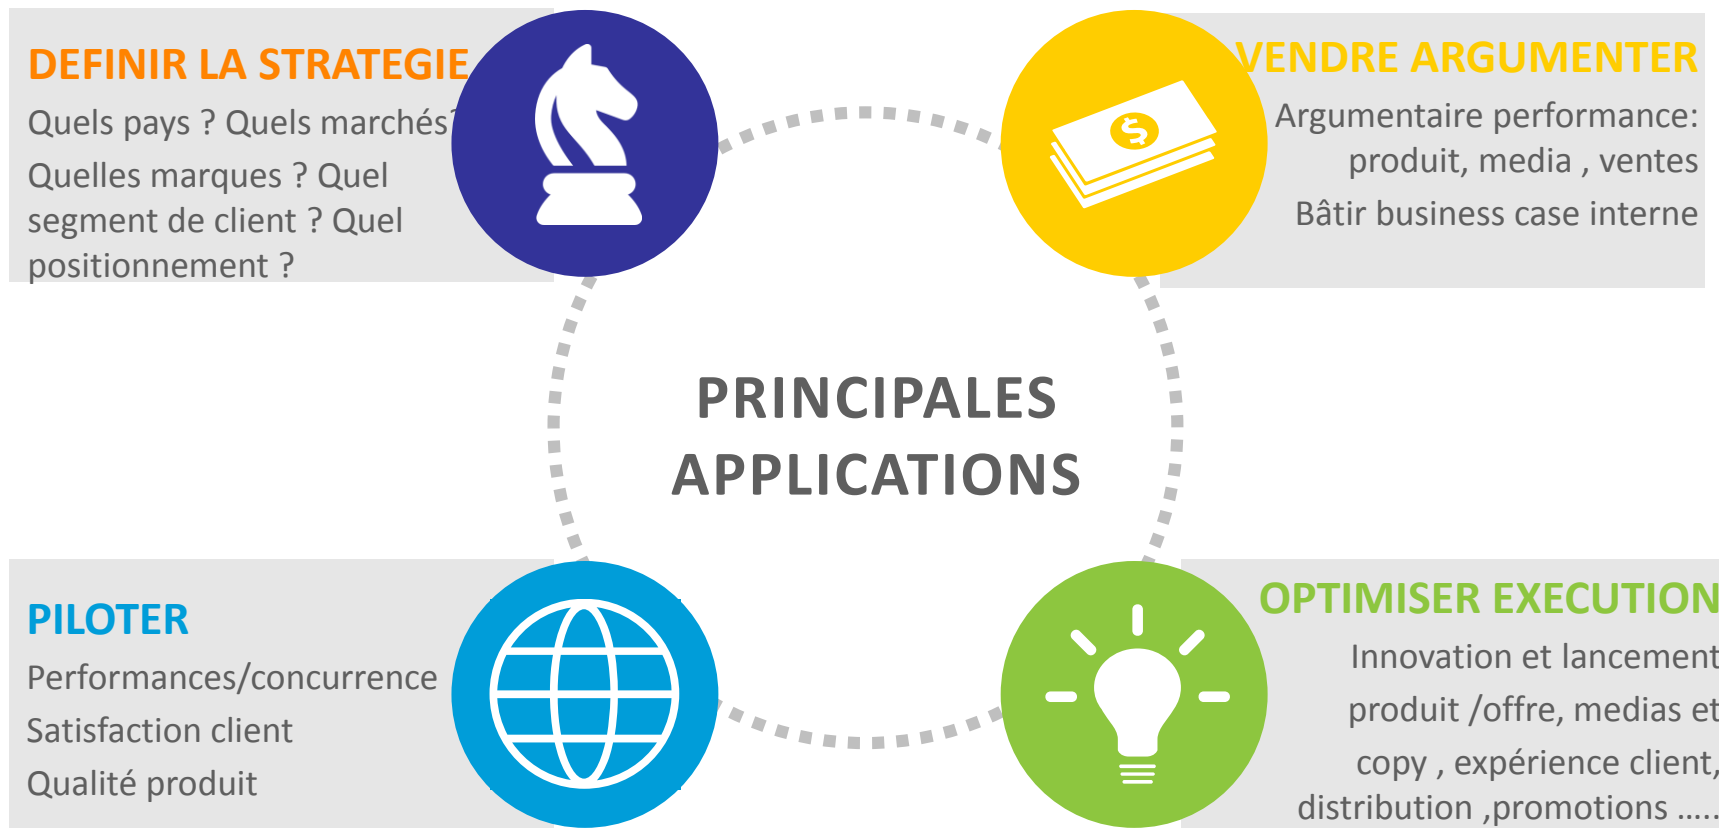 DEFINIR LA STRATEGIE
Quels pays ? Quels marchés?
Quelles marques ? Quel
segment de client ? Quel
positionnement ?
VENDRE ARGUMENTER
Argumentaire performance:
produit, media , ventes
Bâtir business case interne
PRINCIPALES
APPLICATIONS
PILOTER
Performances/concurrence
Satisfaction client
Qualité produit
OPTIMISER EXECUTION
Innovation et lancement
produit /offre, medias et
copy , expérience client,
distribution ,promotions …..